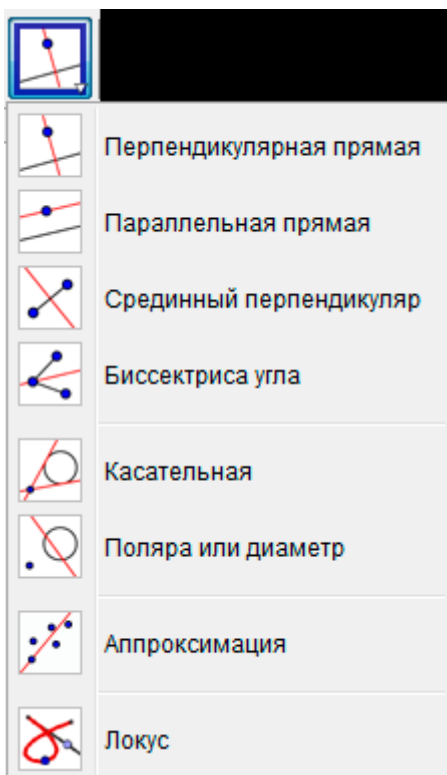 Перпендикулярная прямая
Параллельная прямая
Срединный перпендикуляр
Биссектриса угла
Касательная
Поляра или диаметр
Аппроксимация
Локус